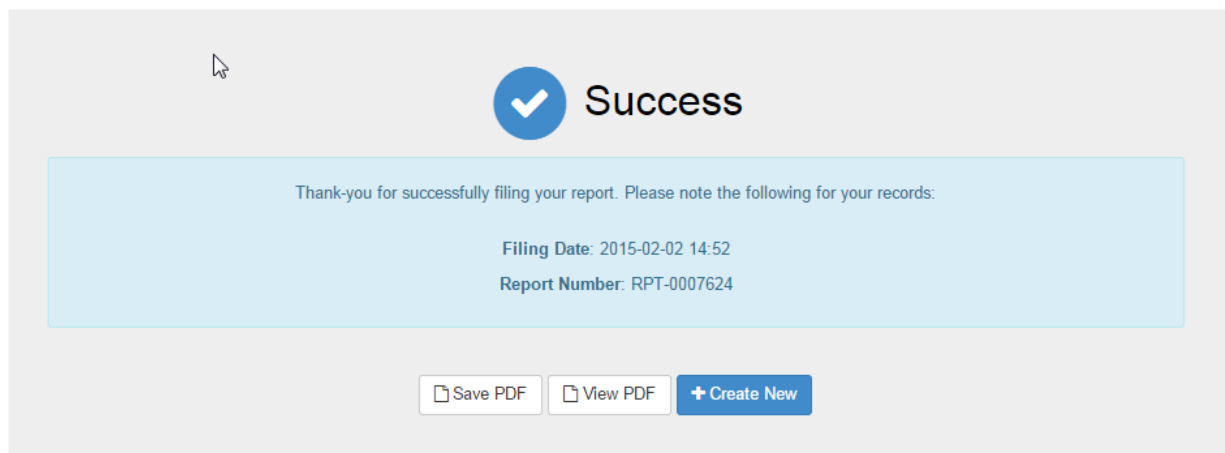 Success
Thank-you for successfully filing your report. Please note the following for your records:
Filing Date: 2015-02-02 14:52
Report Number: RPT-0007624
Save PDF View PDF Create New